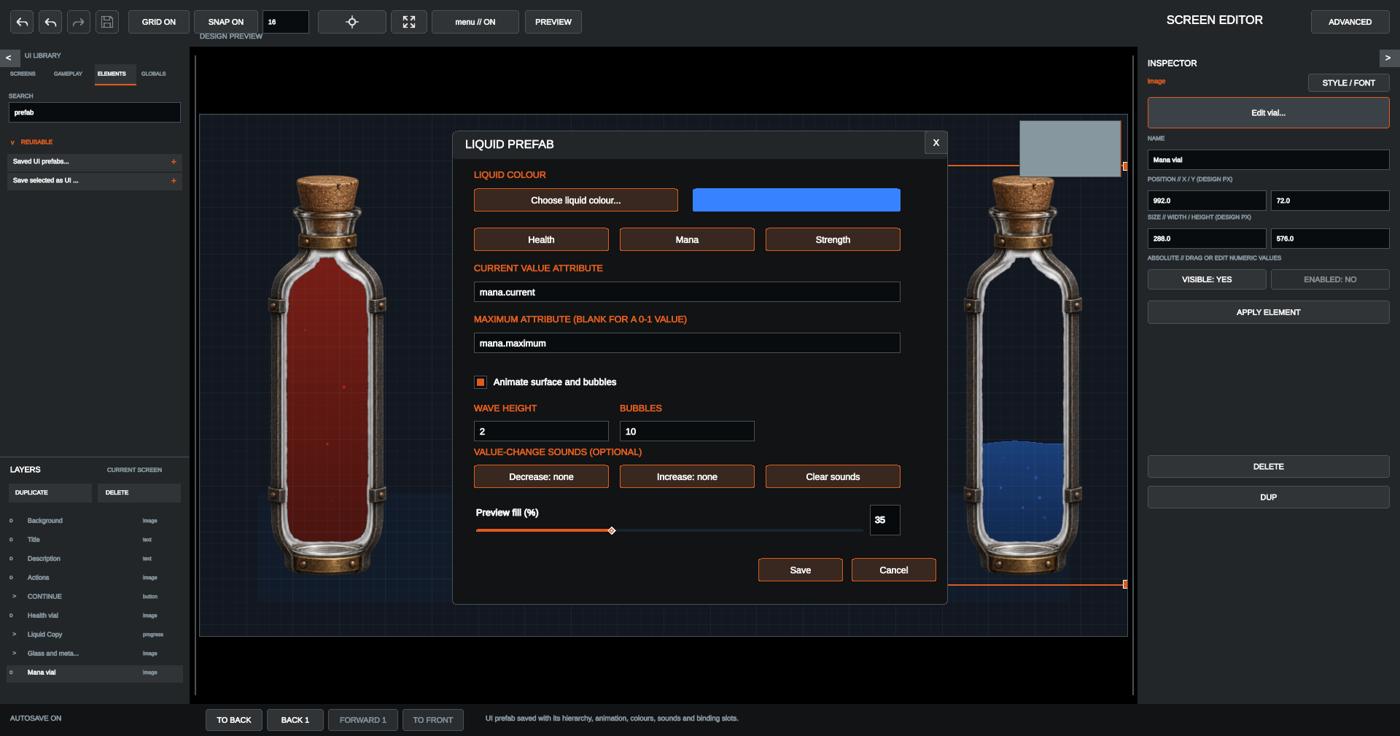 GRID ON
SNAP ON
16
menu // ON
PREVIEW
SCREEN EDITOR
ADVANCED
DESIGN PREVIEW
<
UI LIBRARY
SCREENS
GAMEPLAY
ELEMENTS
GLOBALS
SEARCH
prefab
v REUSABLE
Saved UI prefabs... +
Save selected as UI ... +
LAYERS
CURRENT SCREEN
DUPLICATE
DELETE
o Background image
o Title text
o Description text
o Actions image
> CONTINUE button
o Health vial image
> Liquid Copy progress
> Glass and meta... image
o Mana vial image
LIQUID PREFAB
X
LIQUID COLOUR
Choose liquid colour...
Health
Mana
Strength
CURRENT VALUE ATTRIBUTE
mana.current
MAXIMUM ATTRIBUTE (BLANK FOR A 0-1 VALUE)
mana.maximum
Animate surface and bubbles
WAVE HEIGHT
BUBBLES
2
10
VALUE-CHANGE SOUNDS (OPTIONAL)
Decrease: none
Increase: none
Clear sounds
Preview fill (%)
35
Save
Cancel
>
INSPECTOR
Image
STYLE / FONT
Edit vial...
NAME
Mana vial
POSITION // X / Y (DESIGN PX)
992.0
72.0
SIZE // WIDTH / HEIGHT (DESIGN PX)
288.0
576.0
ABSOLUTE // DRAG OR EDIT NUMERIC VALUES
VISIBLE: YES
ENABLED: NO
APPLY ELEMENT
DELETE
DUP
AUTOSAVE ON
TO BACK
BACK 1
FORWARD 1
TO FRONT
UI prefab saved with its hierarchy, animation, colours, sounds and binding slots.